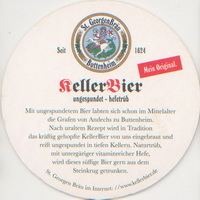 St. GeorgenBräu
Buttenheim
Seit 1624
Mein Original.
KellerBier
ungespundet - hefetrüb
Mit ungespundetem Bier labten sich schon im Mittelalter
die Grafen von Andechs zu Buttenheim.
Nach uraltem Rezept wird in Tradition
das kräftig gehopfte KellerBier von uns eingebraut und
reift ungespundet in tiefen Kellern. Naturtrüb,
mit untergäriger vitaminreicher Hefe,
wird dieses süffige Bier gern aus dem
Steinkrug getrunken.
St. Georgen Bräu im Internet: //www.kellerbier.de